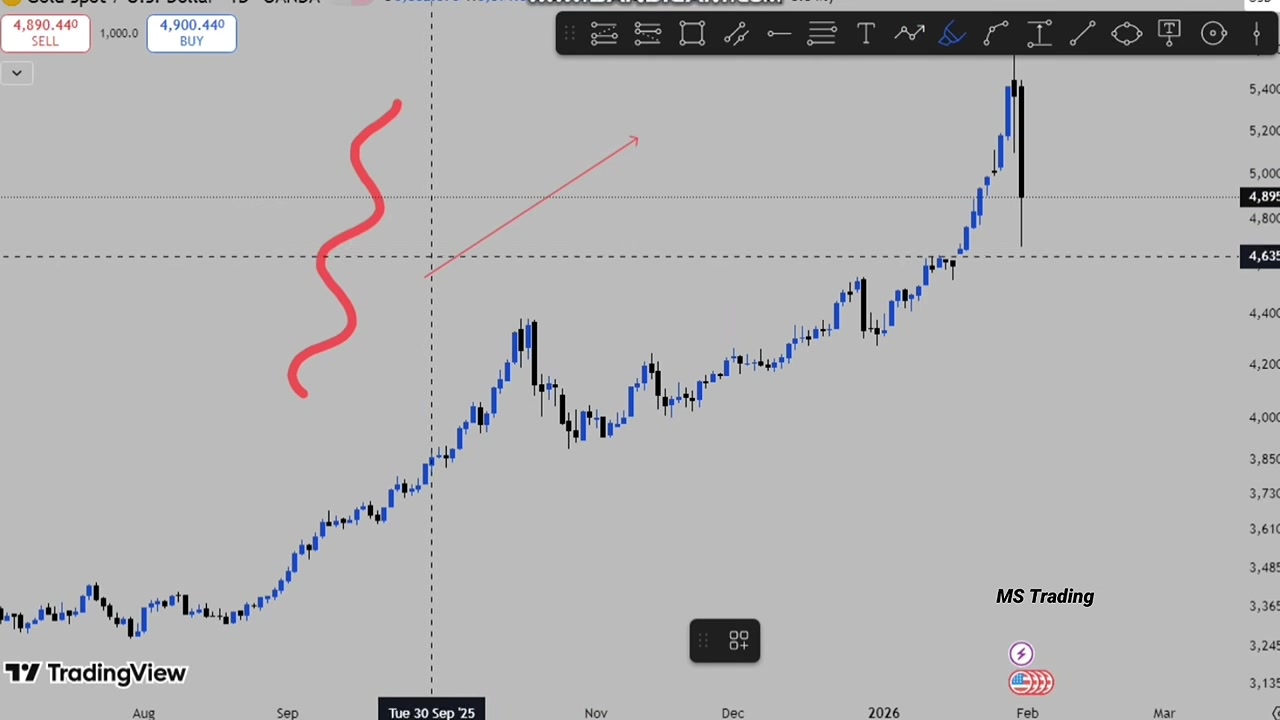 4,890.440
SELL
1,000.0
4,900.440
BUY
5,400
5,200
5,000
4,895
4,800
4,635
4,400
4,200
4,000
3,850
3,730
3,610
3,485
3,365
3,245
3,135
MS Trading
TradingView
Aug
Sep
Tue 30 Sep '25
Nov
Dec
2026
Feb
Mar